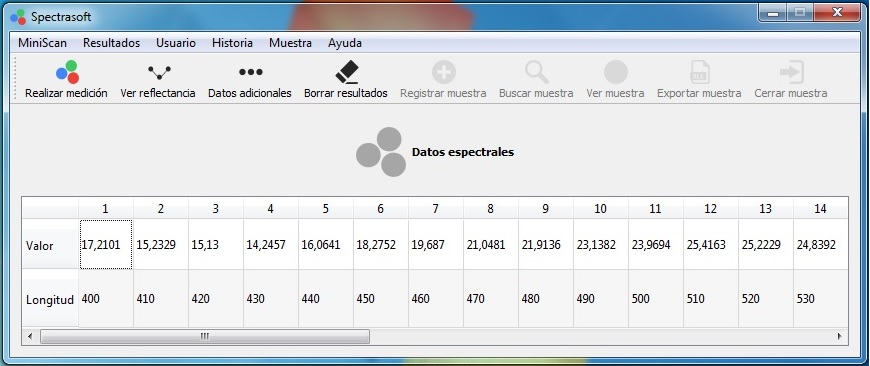 Spectrasoft
MiniScan Resultados Usuario Historia Muestra Ayuda
Realizar medición Ver reflectancia Datos adicionales Borrar resultados Registrar muestra Buscar muestra Ver muestra Exportar muestra Cerrar muestra
Datos espectrales
1 2 3 4 5 6 7 8 9 10 11 12 13 14
Valor 17,2101 15,2329 15,13 14,2457 16,0641 18,2752 19,687 21,0481 21,9136 23,1382 23,9694 25,4163 25,2229 24,8392
Longitud 400 410 420 430 440 450 460 470 480 490 500 510 520 530